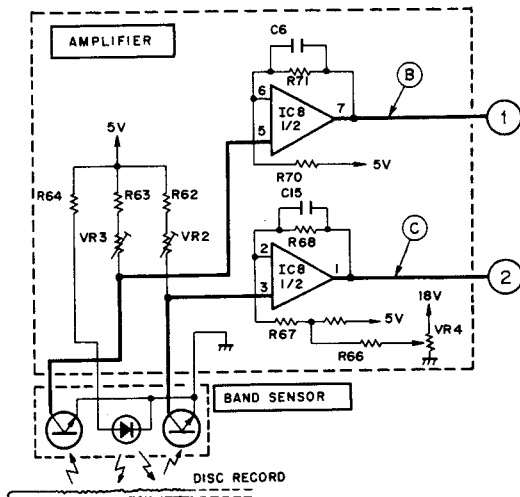 AMPLIFIER
C6
R71
6
IC8
1/2
7
5
B
1
5V
R70
5V
R64
R63
R62
VR3
VR2
C15
R68
2
IC8
1/2
1
3
C
2
18V
R67
5V
VR4
R66
BAND SENSOR
DISC RECORD